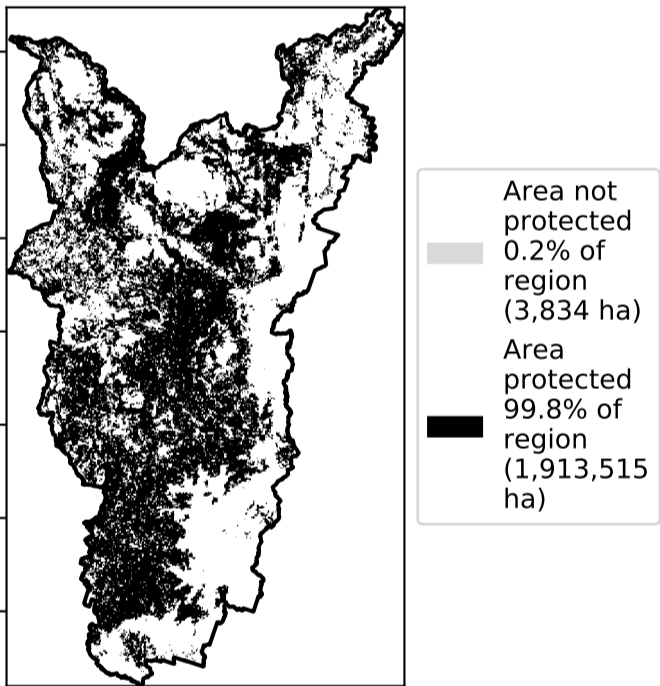 Area not
protected
0.2% of
region
(3,834 ha)
Area
protected
99.8% of
region
(1,913,515
ha)